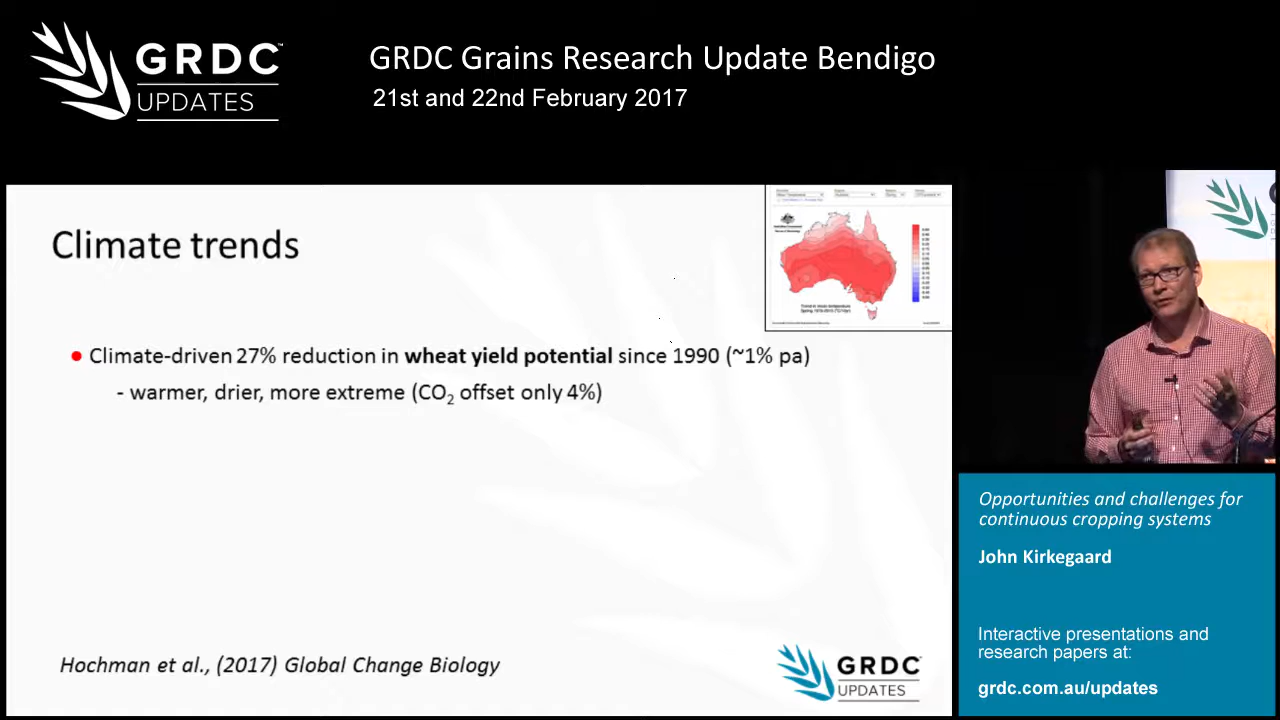 GRDC™
UPDATES
GRDC Grains Research Update Bendigo
21st and 22nd February 2017
Climate trends
● Climate-driven 27% reduction in wheat yield potential since 1990 (~1% pa)
- warmer, drier, more extreme (CO₂ offset only 4%)
Hochman et al., (2017) Global Change Biology
GRDC
UPDATES
Opportunities and challenges for
continuous cropping systems
John Kirkegaard
Interactive presentations and
research papers at:
grdc.com.au/updates